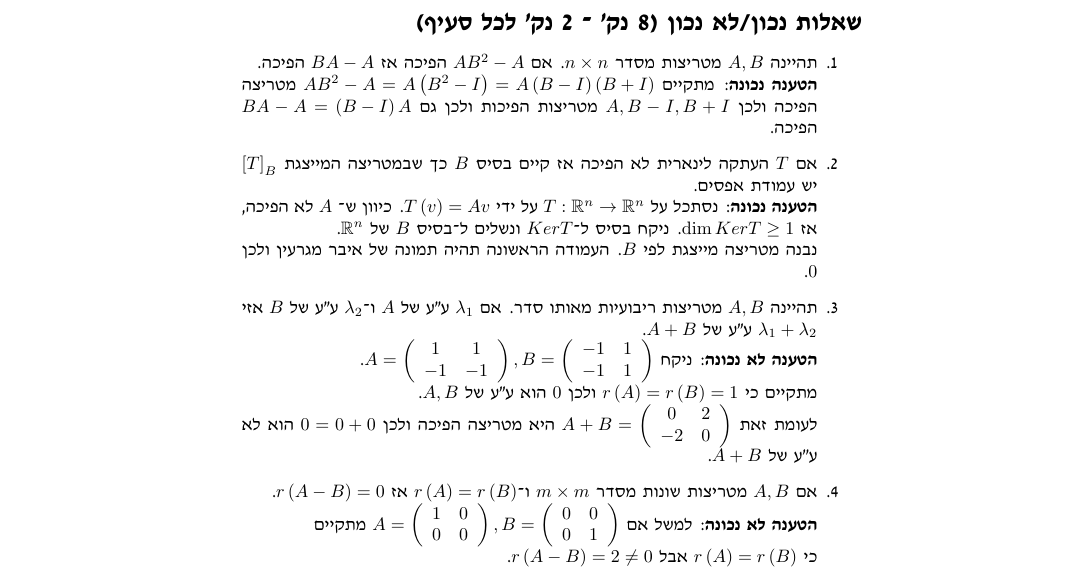 שאלות נכון/לא נכון (8 נק' - 2 נק' לכל סעיף)
1. תהיינה A, B מטריצות מסדר n × n. אם AB² − A הפיכה אז BA − A הפיכה.
הטענה נכונה: מתקיים AB² − A = A (B² − I) = A (B − I) (B + I) מטריצה
הפיכה ולכן A, B − I, B + I מטריצות הפיכות ולכן גם BA − A = (B − I) A
הפיכה.
2. אם T העתקה לינארית לא הפיכה אז קיים בסיס B כך שבמטריצה המייצגת [T]_B
יש עמודת אפסים.
הטענה נכונה: נסתכל על T : ℝⁿ → ℝⁿ על ידי T (v) = Av. כיוון ש־ A לא הפיכה,
אז dim KerT ≥ 1. ניקח בסיס ל־KerT ונשלים ל־בסיס B של ℝⁿ.
נבנה מטריצה מייצגת לפי B. העמודה הראשונה תהיה תמונה של איבר מגרעין ולכן
0.
3. תהיינה A, B מטריצות ריבועיות מאותו סדר. אם λ₁ ע"ע של A ו־λ₂ ע"ע של B אזי
λ₁ + λ₂ ע"ע של A + B.
הטענה לא נכונה: ניקח A = ( 1 1 ; −1 −1 ), B = ( −1 1 ; −1 1 ).
מתקיים כי r (A) = r (B) = 1 ולכן 0 הוא ע"ע של A, B.
לעומת זאת A + B = ( 0 2 ; −2 0 ) היא מטריצה הפיכה ולכן 0 = 0 + 0 הוא לא
ע"ע של A + B.
4. אם A, B מטריצות שונות מסדר m × m ו־r (A) = r (B) אז r (A − B) = 0.
הטענה לא נכונה: למשל אם A = ( 1 0 ; 0 0 ), B = ( 0 0 ; 0 1 ) מתקיים
כי r (A) = r (B) אבל r (A − B) = 2 ≠ 0.